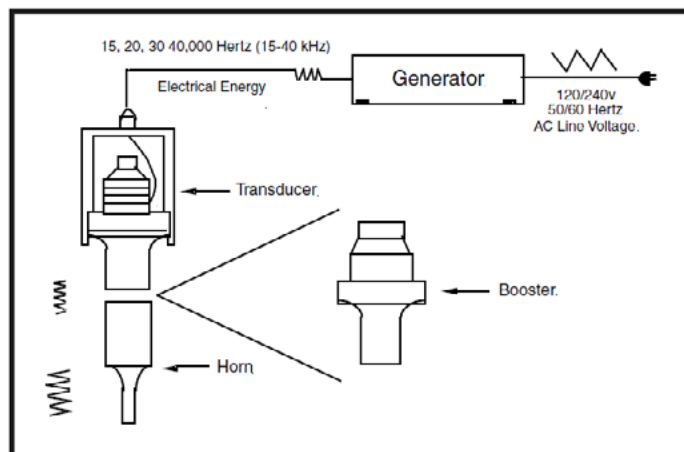 15, 20, 30 40,000 Hertz (15-40 kHz)
Electrical Energy
Generator
120/240v
50/60 Hertz
AC Line Voltage.
Transducer.
Booster.
Horn